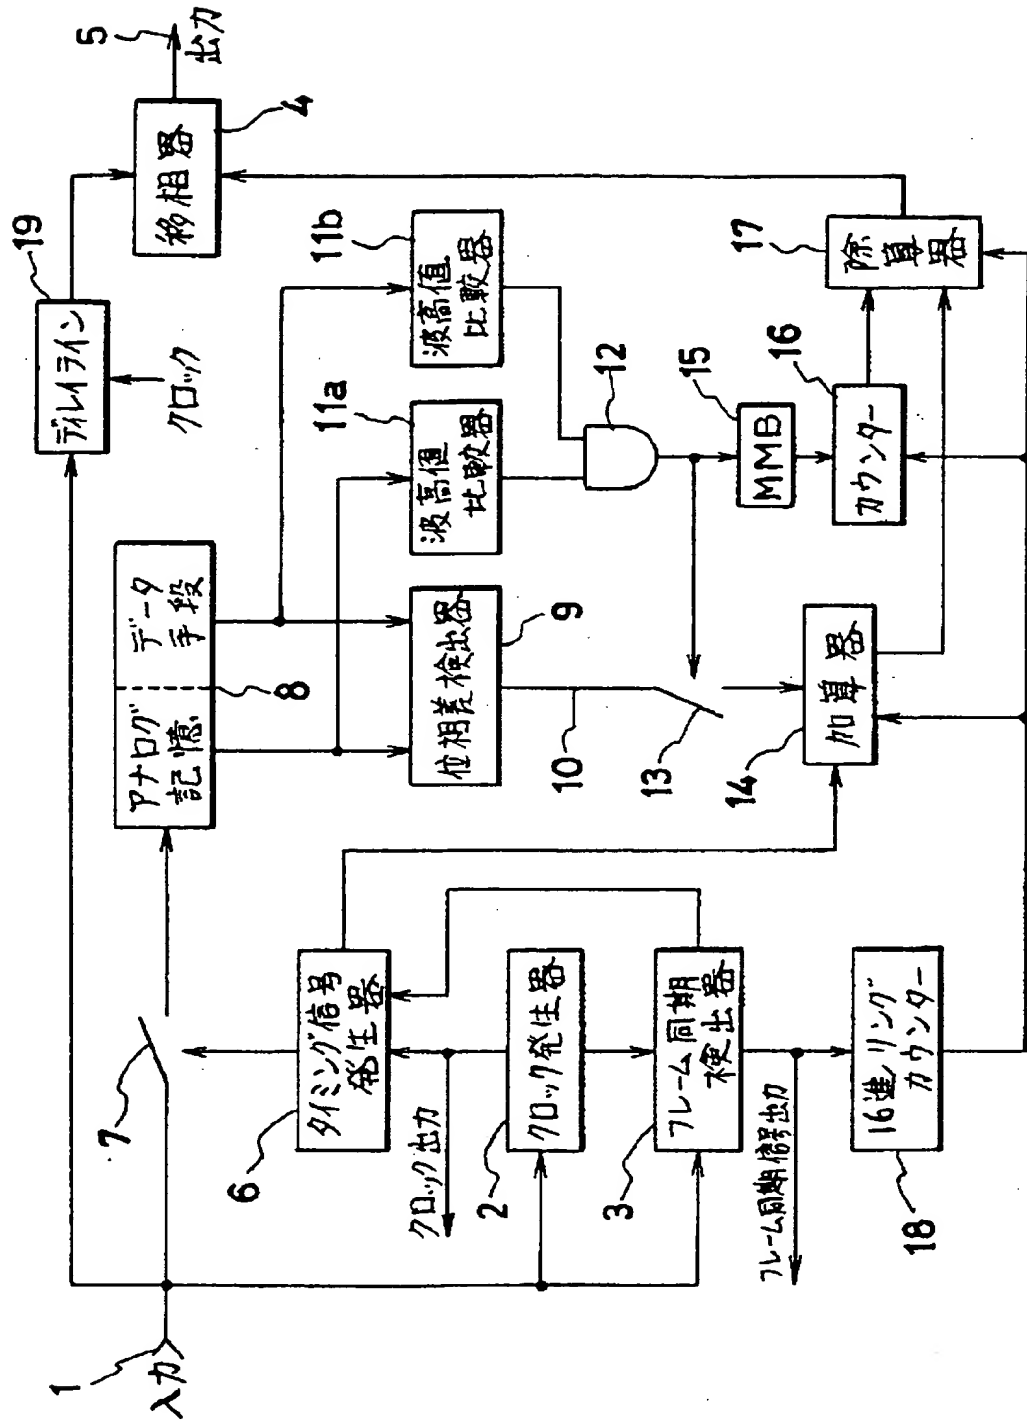 1
入力
7
アナログ
記憶
データ
手段
8
19
ディレイライン
クロック
移相器
4
5
出力
6
タイミング信号
発生器
クロック出力
2
クロック発生器
3
フレーム同期
検出器
フレーム同期信号出力
18
16進リング
カウンター
位相差検出器
9
10
13
11a
波高値
比較器
11b
波高値
比較器
12
14
加算器
15
MMB
16
カウンター
17
除算器